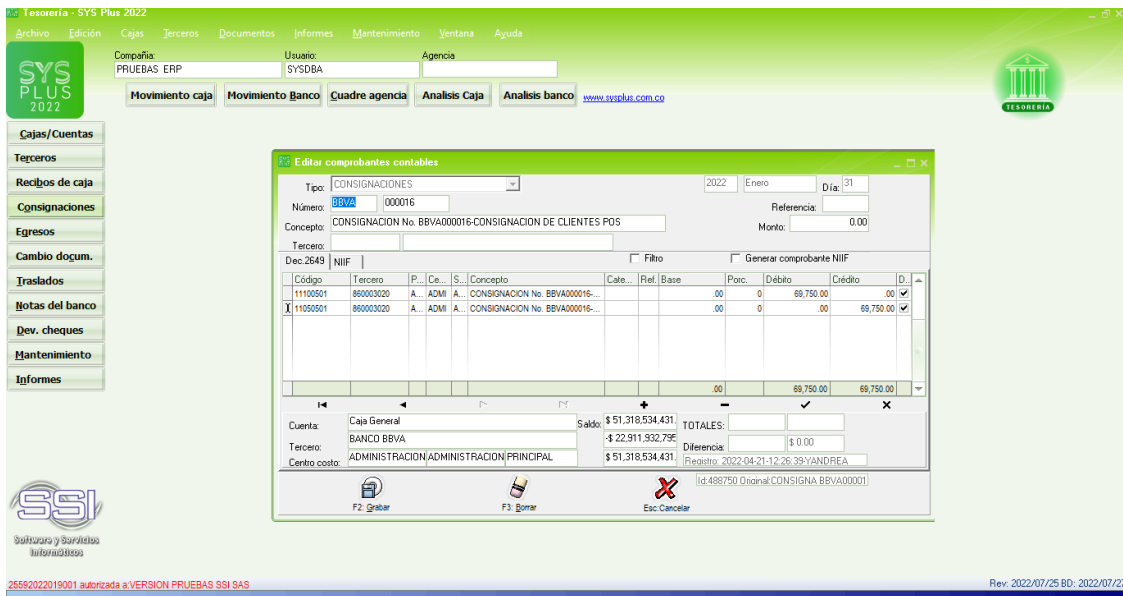 Tesorería - SYS Plus 2022
Archivo Edición Cajas Terceros Documentos Informes Mantenimiento Ventana Ayuda
Compañia: Usuario: Agencia
PRUEBAS ERP SYSDBA
SYS
PLUS
2022
Movimiento caja Movimiento Banco Cuadre agencia Analisis Caja Analisis banco www.sysplus.com.co
TESORERÍA
Cajas/Cuentas
Terceros
Recibos de caja
Consignaciones
Egresos
Cambio docum.
Traslados
Notas del banco
Dev. cheques
Mantenimiento
Informes
Editar comprobantes contables
Tipo: CONSIGNACIONES 2022 Enero Día: 31
Número: BBVA 000016 Referencia:
Concepto: CONSIGNACION No. BBVA000016-CONSIGNACION DE CLIENTES POS Monto: 0.00
Tercero:
Dec.2649 NIIF Filtro Generar comprobante NIIF
Código Tercero P... Ce... S... Concepto Cate... Ref. Base Porc. Débito Crédito D...
11100501 860003020 A... ADMI A... CONSIGNACION No. BBVA000016-... .00 0 69,750.00 .00
11050501 860003020 A... ADMI A... CONSIGNACION No. BBVA000016-... .00 0 .00 69,750.00
.00 69,750.00 69,750.00
Cuenta: Caja General Saldo: $ 51,318,534,431. TOTALES:
Tercero: BANCO BBVA -$ 22,911,932,795 Diferencia: $ 0.00
Centro costo: ADMINISTRACION ADMINISTRACION PRINCIPAL $ 51,318,534,431. Registro: 2022-04-21-12:26:39-YANDREA
Id:488750 Original:CONSIGNA BBVA00001
F2: Grabar F3: Borrar Esc:Cancelar
SSI
Software y Servicios
Informáticos
25592022019001 autorizada a:VERSION PRUEBAS SSI SAS Rev: 2022/07/25 BD: 2022/07/27